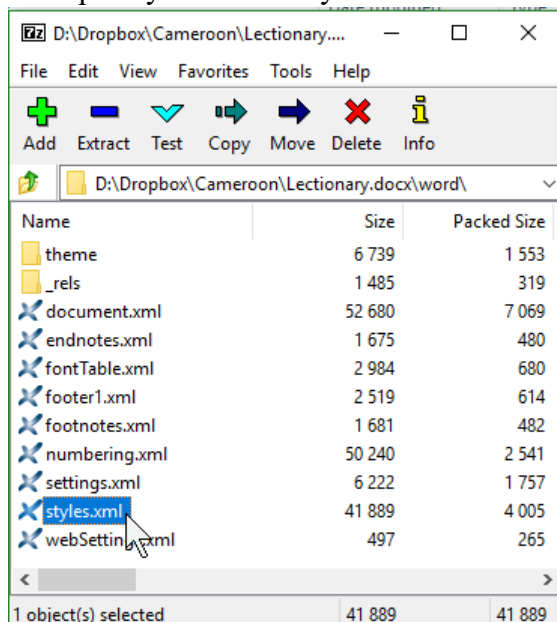 D:\Dropbox\Cameroon\Lectionary....
File Edit View Favorites Tools Help
Add Extract Test Copy Move Delete Info
D:\Dropbox\Cameroon\Lectionary.docx\word\
Name Size Packed Size
theme 6 739 1 553
_rels 1 485 319
document.xml 52 680 7 069
endnotes.xml 1 675 480
fontTable.xml 2 984 680
footer1.xml 2 519 614
footnotes.xml 1 681 482
numbering.xml 50 240 2 541
settings.xml 6 222 1 757
styles.xml 41 889 4 005
webSettin xml 497 265
1 object(s) selected 41 889 41 889